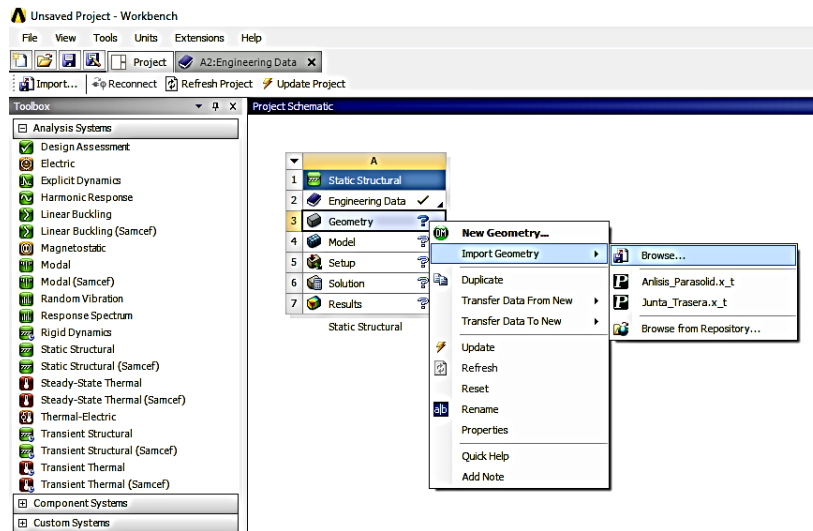 Unsaved Project - Workbench
File View Tools Units Extensions Help
Project A2:Engineering Data
Import... Reconnect Refresh Project Update Project
Toolbox
Analysis Systems
Design Assessment
Electric
Explicit Dynamics
Harmonic Response
Linear Buckling
Linear Buckling (Samcef)
Magnetostatic
Modal
Modal (Samcef)
Random Vibration
Response Spectrum
Rigid Dynamics
Static Structural
Static Structural (Samcef)
Steady-State Thermal
Steady-State Thermal (Samcef)
Thermal-Electric
Transient Structural
Transient Structural (Samcef)
Transient Thermal
Transient Thermal (Samcef)
Component Systems
Custom Systems
Project Schematic
A
1 Static Structural
2 Engineering Data
3 Geometry ?
4 Model ?
5 Setup ?
6 Solution ?
7 Results ?
Static Structural
DM New Geometry...
Import Geometry
Duplicate
Transfer Data From New
Transfer Data To New
Update
Refresh
Reset
a|b Rename
Properties
Quick Help
Add Note
Browse...
P Anlisis_Parasolid.x_t
P Junta_Trasera.x_t
Browse from Repository...